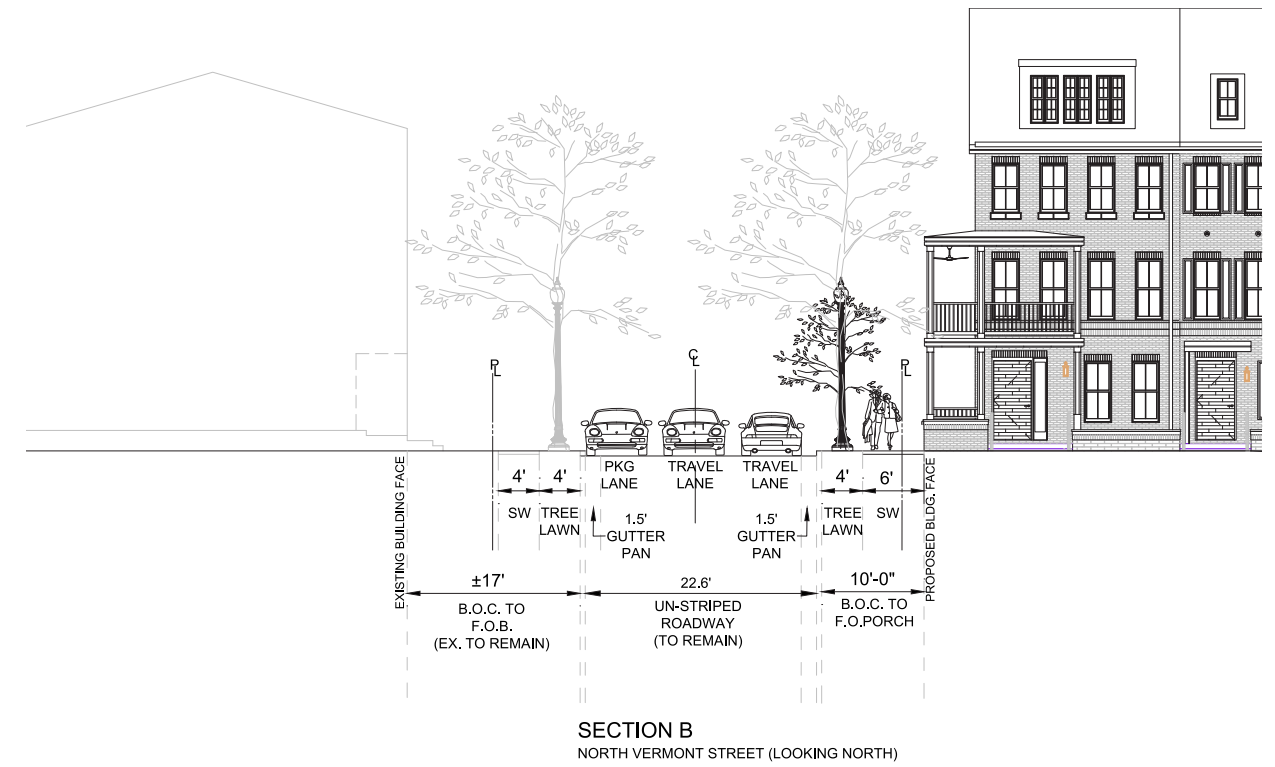 PL
CL
PL
PKG
LANE
TRAVEL
LANE
TRAVEL
LANE
4'
4'
4'
6'
SW
TREE
LAWN
1.5'
GUTTER
PAN
1.5'
GUTTER
PAN
TREE
LAWN
SW
EXISTING BUILDING FACE
PROPOSED BLDG. FACE
±17'
B.O.C. TO
F.O.B.
(EX. TO REMAIN)
22.6'
UN-STRIPED
ROADWAY
(TO REMAIN)
10'-0"
B.O.C. TO
F.O.PORCH
SECTION B
NORTH VERMONT STREET (LOOKING NORTH)